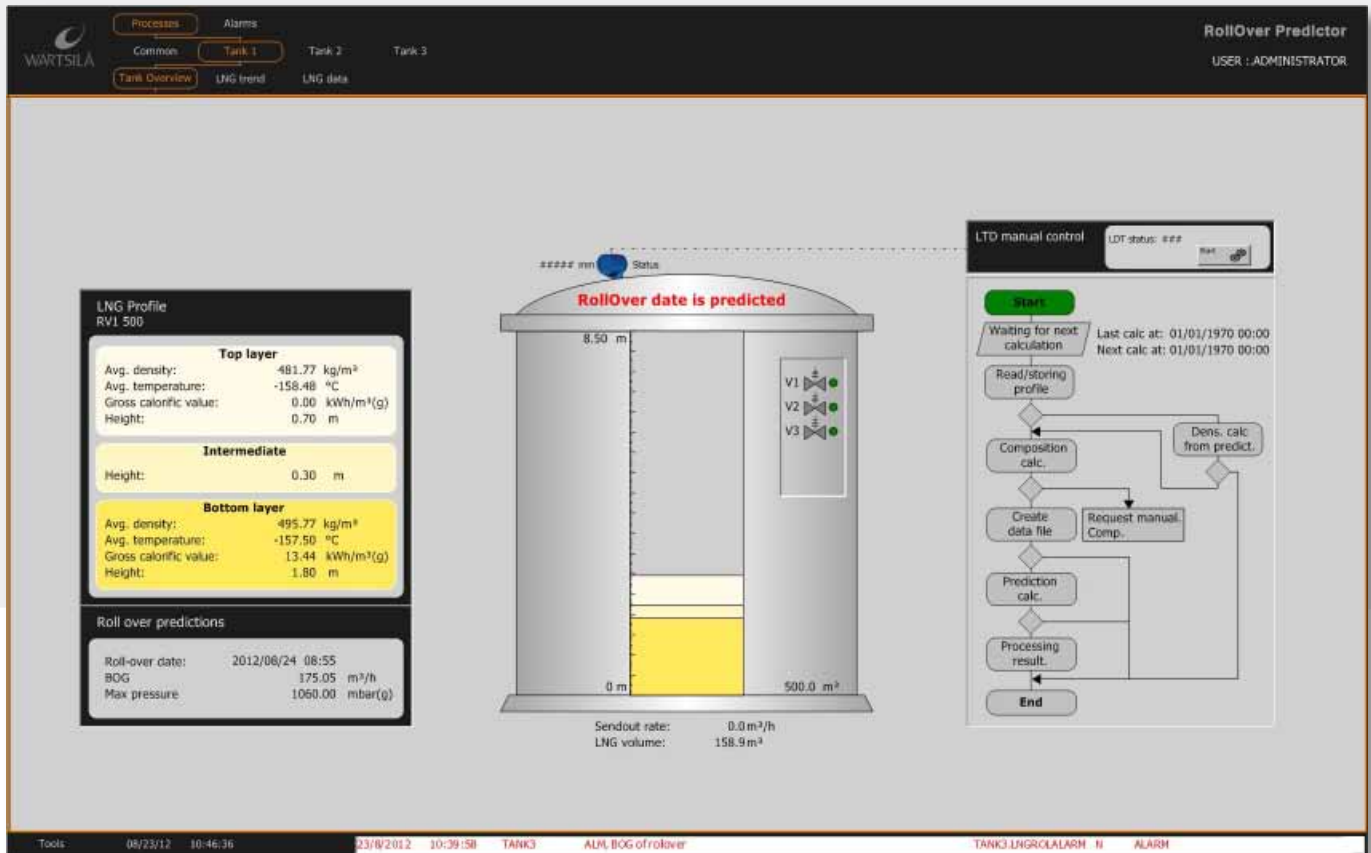 WÄRTSILÄ
Processes Alarms
Common Tank 1 Tank 2 Tank 3
Tank Overview LNG trend LNG data
RollOver Predictor
USER : ADMINISTRATOR
LNG Profile
RV1 500
Top layer
Avg. density: 481.77 kg/m³
Avg. temperature: -158.48 °C
Gross calorific value: 0.00 kWh/m³(g)
Height: 0.70 m
Intermediate
Height: 0.30 m
Bottom layer
Avg. density: 495.77 kg/m³
Avg. temperature: -157.50 °C
Gross calorific value: 13.44 kWh/m³(g)
Height: 1.80 m
Roll over predictions
Roll-over date: 2012/08/24 08:55
BOG 175.05 m³/h
Max pressure 1060.00 mbar(g)
##### mm Status
RollOver date is predicted
8.50 m
V1
V2
V3
0 m 500.0 m³
Sendout rate: 0.0 m³/h
LNG volume: 158.9 m³
LTD manual control
LDT status: ###
Start
Start
Waiting for next
calculation
Last calc at: 01/01/1970 00:00
Next calc at: 01/01/1970 00:00
Read/storing
profile
Dens. calc
from predict.
Composition
calc.
Create
data file
Request manual.
Comp.
Prediction
calc.
Processing
result.
End
Tools 08/23/12 10:46:36 23/8/2012 10:39:58 TANK3 ALM, BOG of rolover TANK3.LNGROLALARM N ALARM